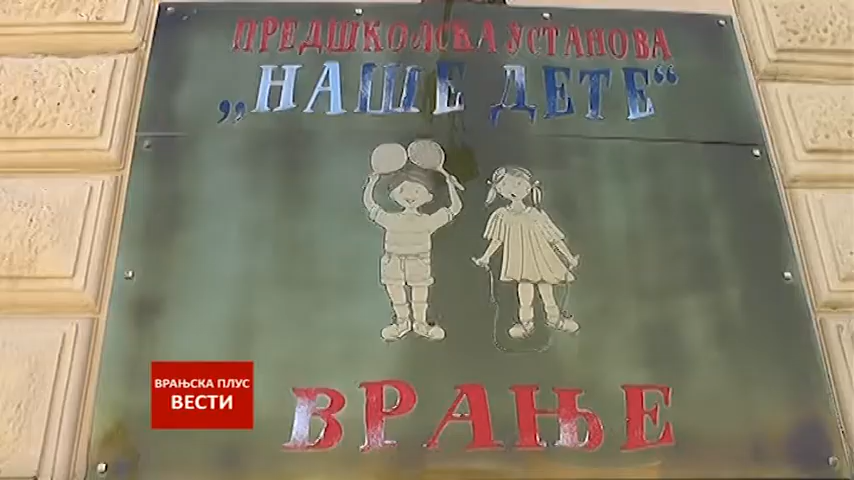 ПРЕДШКОЛСКА УСТАНОВА
„НАШЕ ДЕТЕ“
ВРАЊЕ
ВРАЊСКА ПЛУС
ВЕСТИ